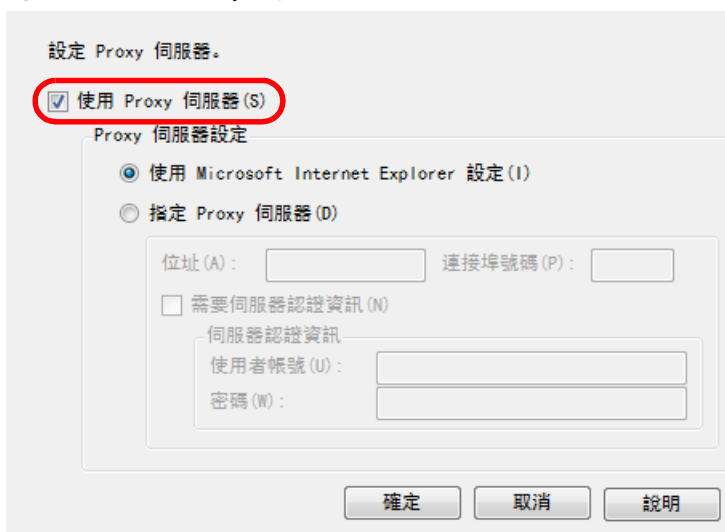 設定 Proxy 伺服器。
使用 Proxy 伺服器(S)
Proxy 伺服器設定
使用 Microsoft Internet Explorer 設定(I)
指定 Proxy 伺服器(D)
位址(A): 連接埠號碼(P):
需要伺服器認證資訊(N)
伺服器認證資訊
使用者帳號(U):
密碼(W):
確定 取消 說明